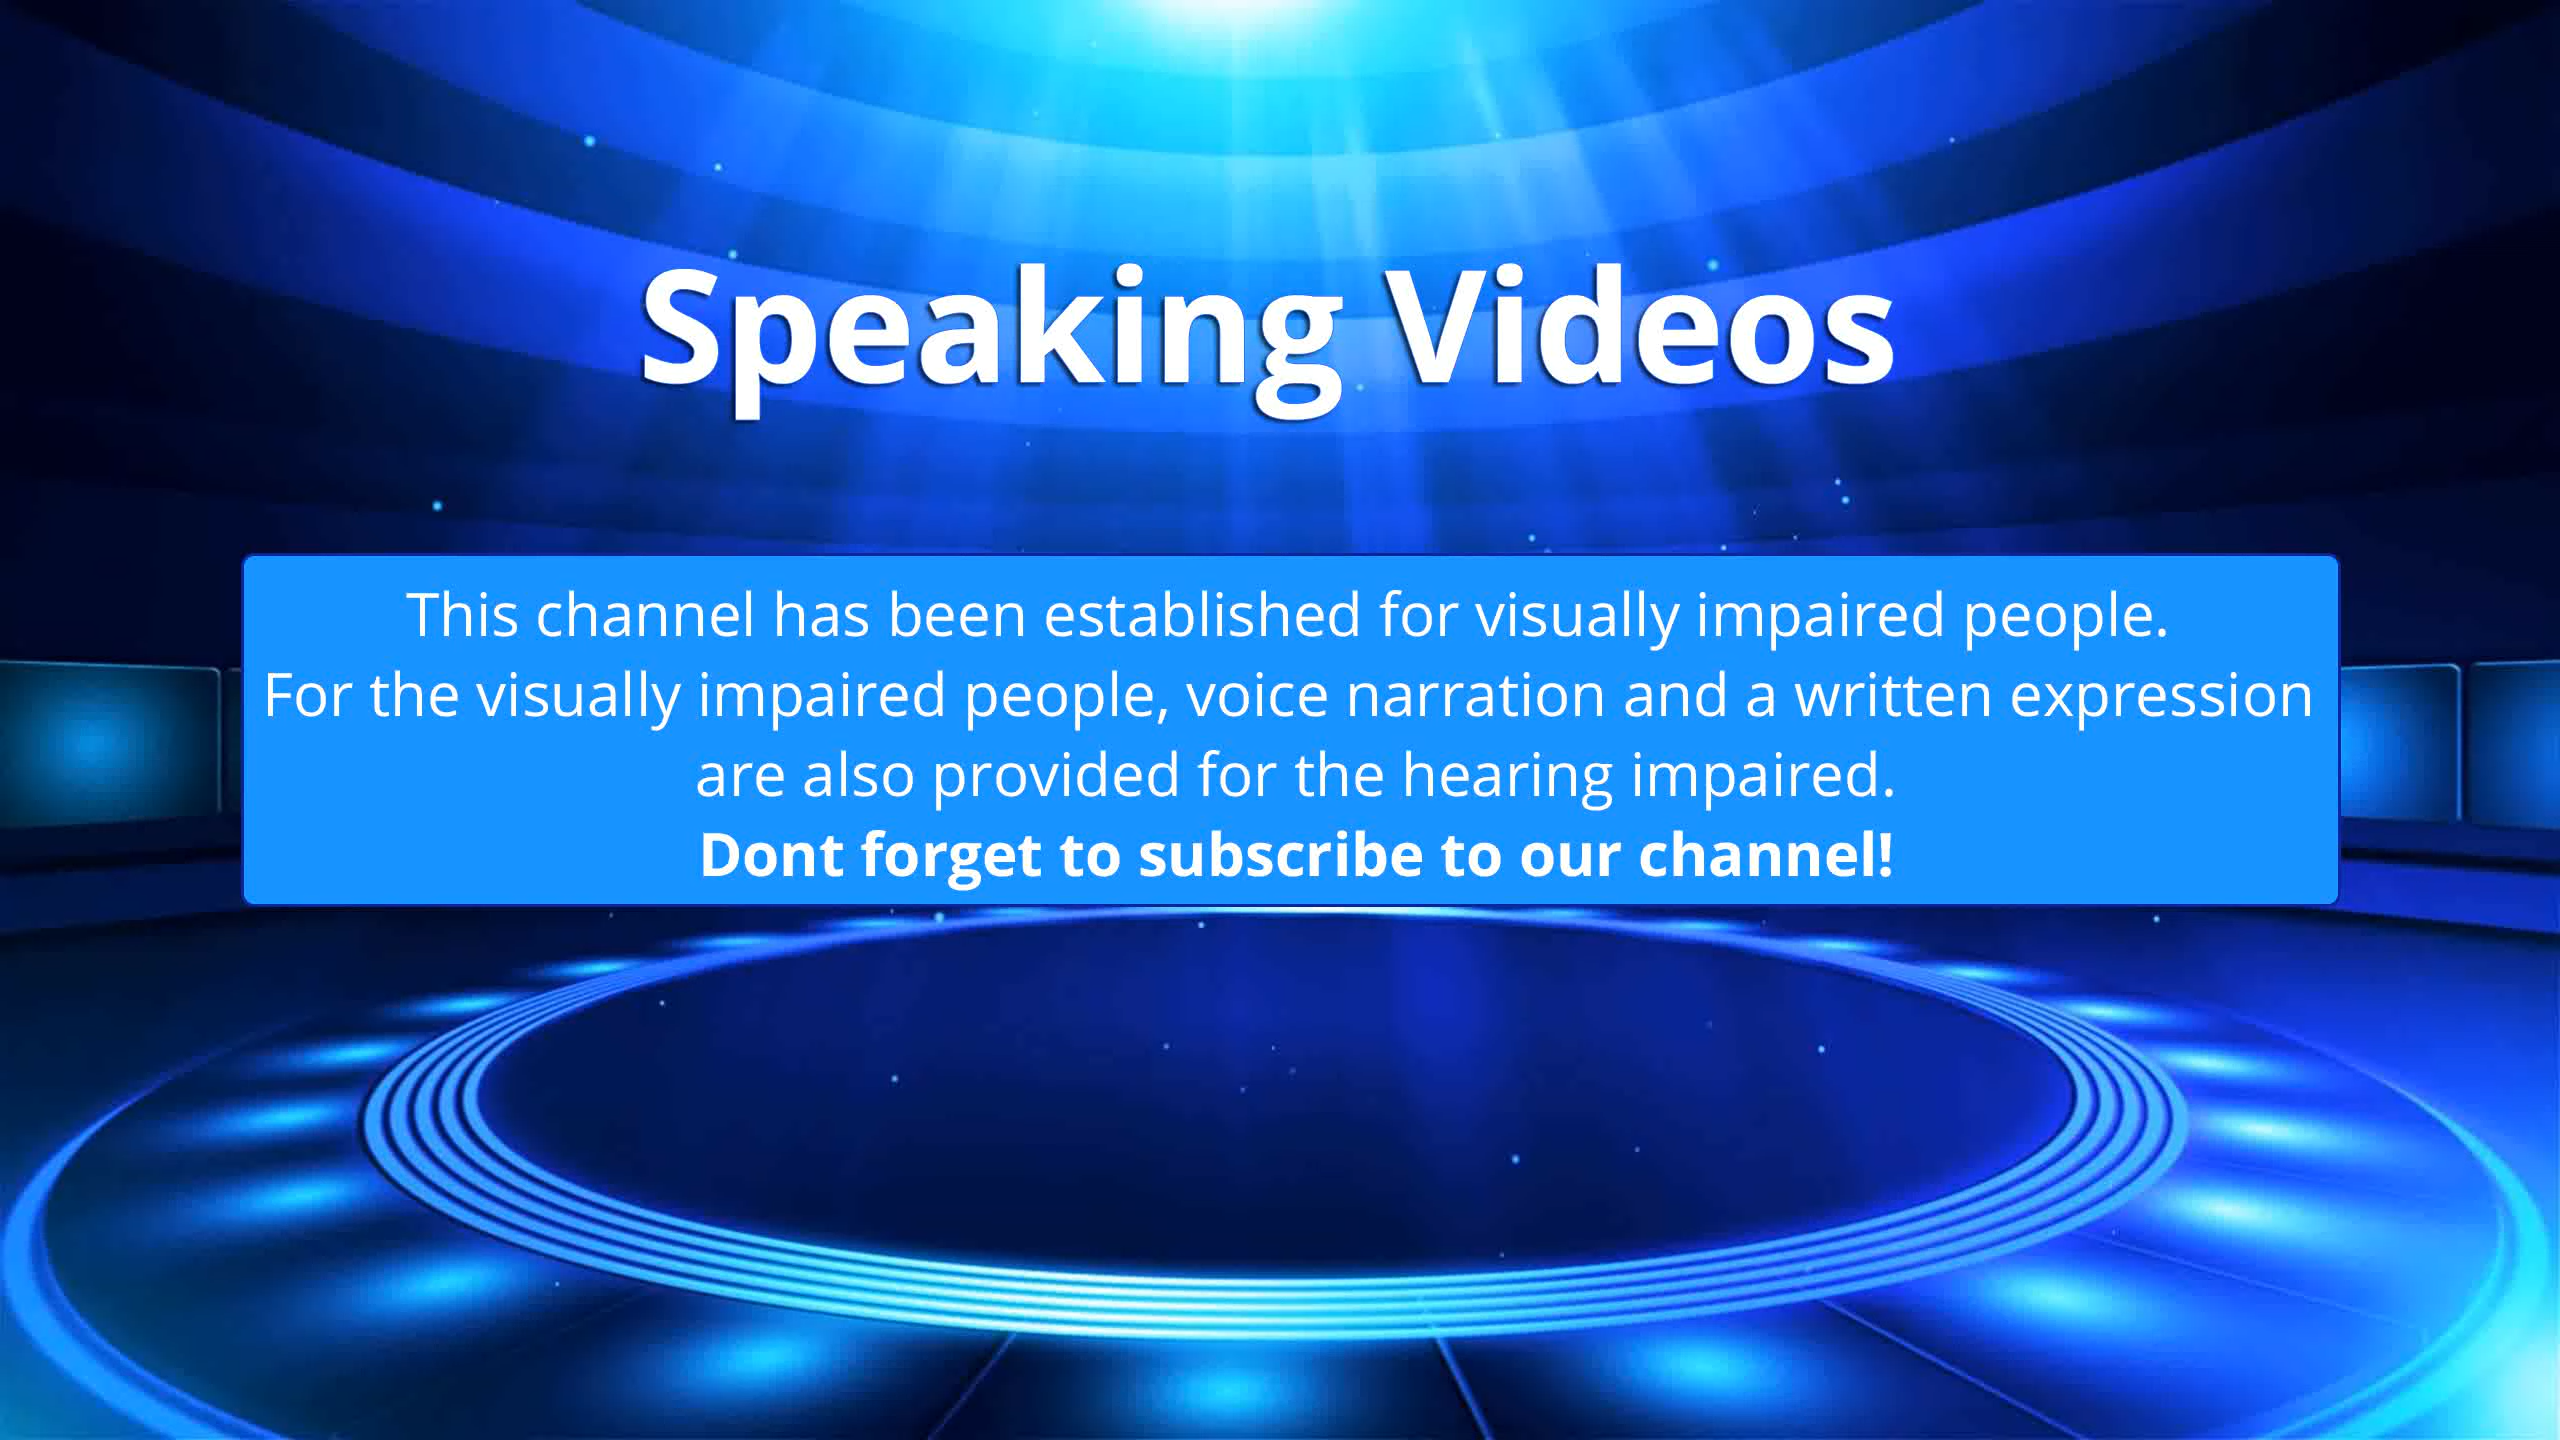 Speaking Videos
This channel has been established for visually impaired people.
For the visually impaired people, voice narration and a written expression
are also provided for the hearing impaired.
Dont forget to subscribe to our channel!